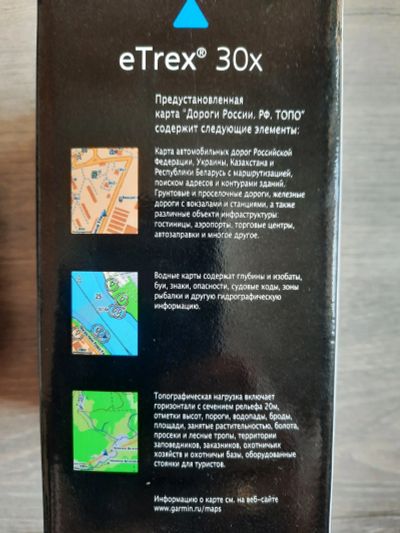 eTrex® 30x
Предустановленная
карта "Дороги России. РФ. ТОПО"
содержит следующие элементы:
Карта автомобильных дорог Российской
Федерации, Украины, Казахстана и
Республики Беларусь с маршрутизацией,
поиском адресов и контурами зданий.
Грунтовые и проселочные дороги, железные
дороги с вокзалами и станциями, а также
различные объекты инфраструктуры:
гостиницы, аэропорты, торговые центры,
автозаправки и многое другое.
Водные карты содержат глубины и изобаты,
буи, знаки, опасности, судовые ходы, зоны
рыбалки и другую гидрографическую
информацию.
Топографическая нагрузка включает
горизонтали с сечением рельефа 20м,
отметки высот, пороги, водопады, броды,
площади, занятые растительностью, болота,
просеки и лесные тропы, территории
заповедников, заказников, охотничьих
хозяйств и охотничьи базы, оборудованные
стоянки для туристов.
Информацию о карте см. на веб-сайте
www.garmin.ru/maps